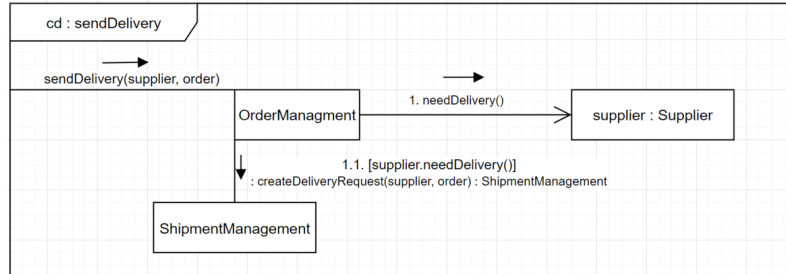 cd : sendDelivery
sendDelivery(supplier, order)
OrderManagment
1. needDelivery()
supplier : Supplier
1.1. [supplier.needDelivery()]
: createDeliveryRequest(supplier, order) : ShipmentManagement
ShipmentManagement